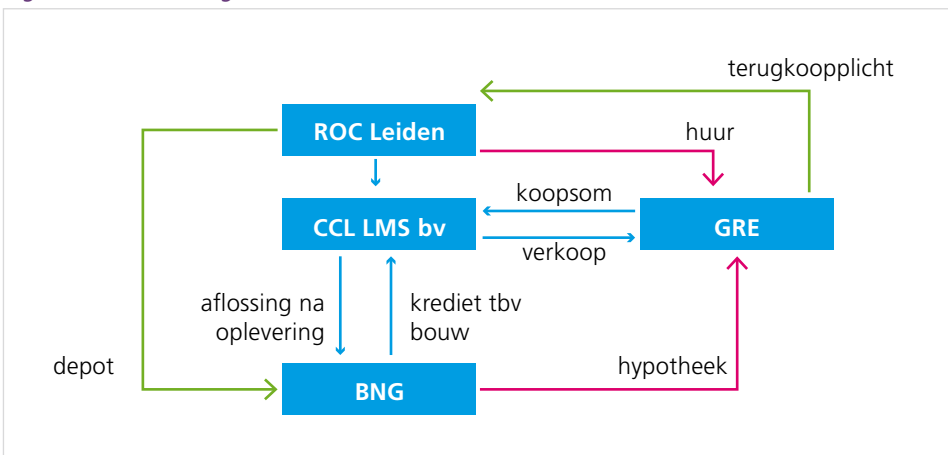 terugkoopplicht
ROC Leiden
huur
koopsom
CCL LMS bv
GRE
verkoop
aflossing na
oplevering
krediet tbv
bouw
depot
hypotheek
BNG